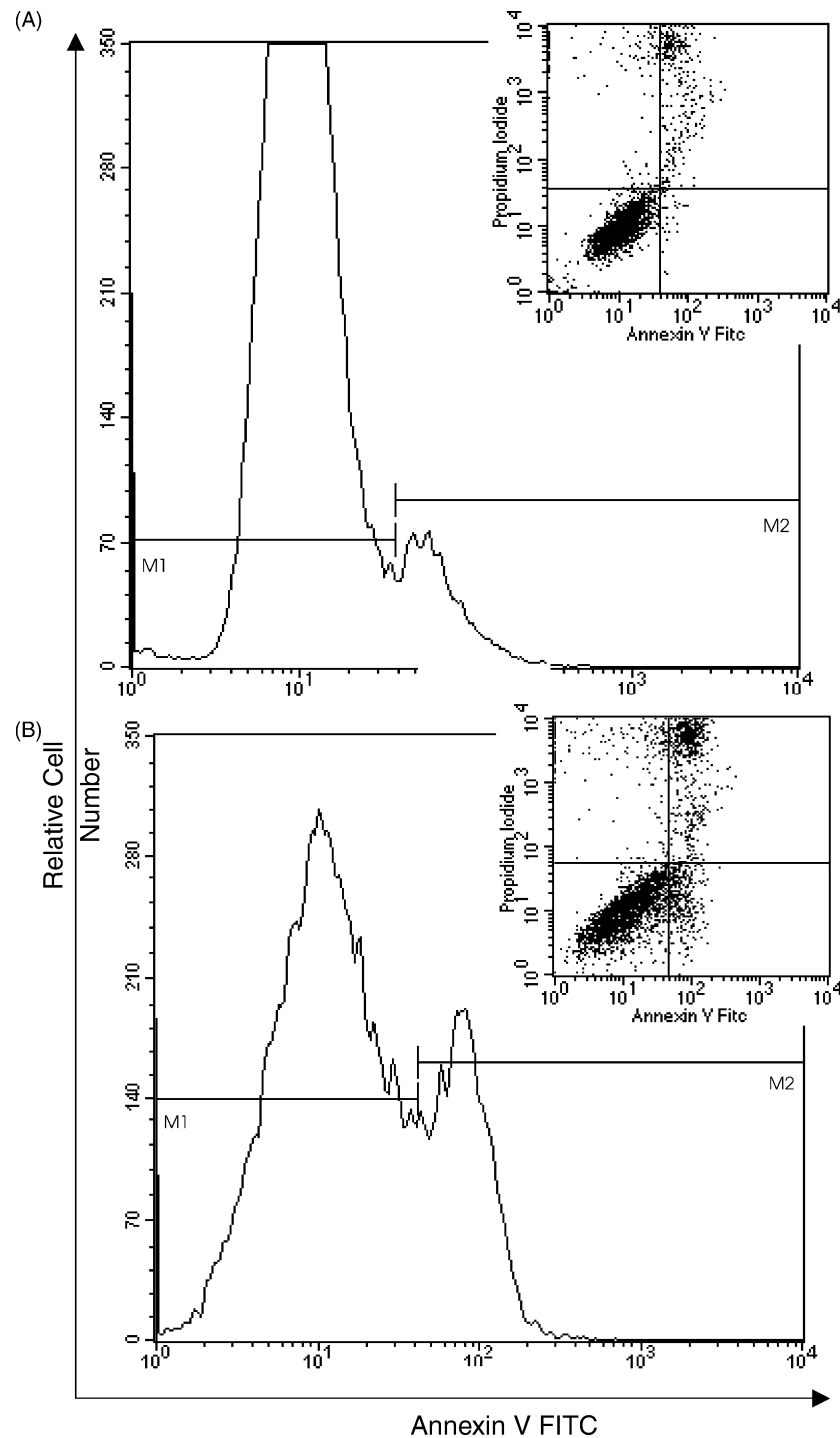 (A)
350
280
210
140
70
0
M1
M2
10^0 10^1 10^3 10^4
10^4
10^3
10^2
10^1
10^0
Propidium Iodide
10^0 10^1 10^2 10^3 10^4
Annexin V Fitc
(B)
Relative Cell
Number
350
280
210
140
70
0
M1
M2
10^0 10^1 10^2 10^3 10^4
10^4
10^3
10^2
10^1
10^0
Propidium Iodide
10^0 10^1 10^2 10^3 10^4
Annexin V Fitc
Annexin V FITC